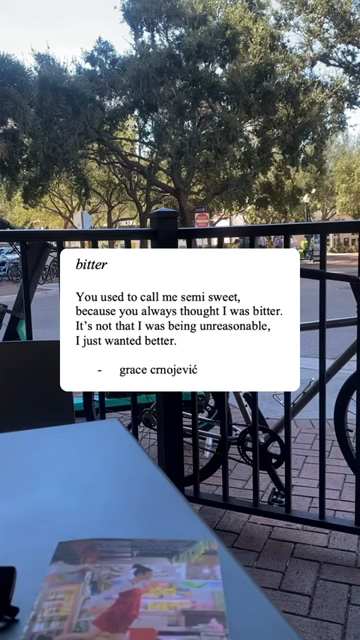 bitter
You used to call me semi sweet,
because you always thought I was bitter.
It’s not that I was being unreasonable,
I just wanted better.
- grace crnojević